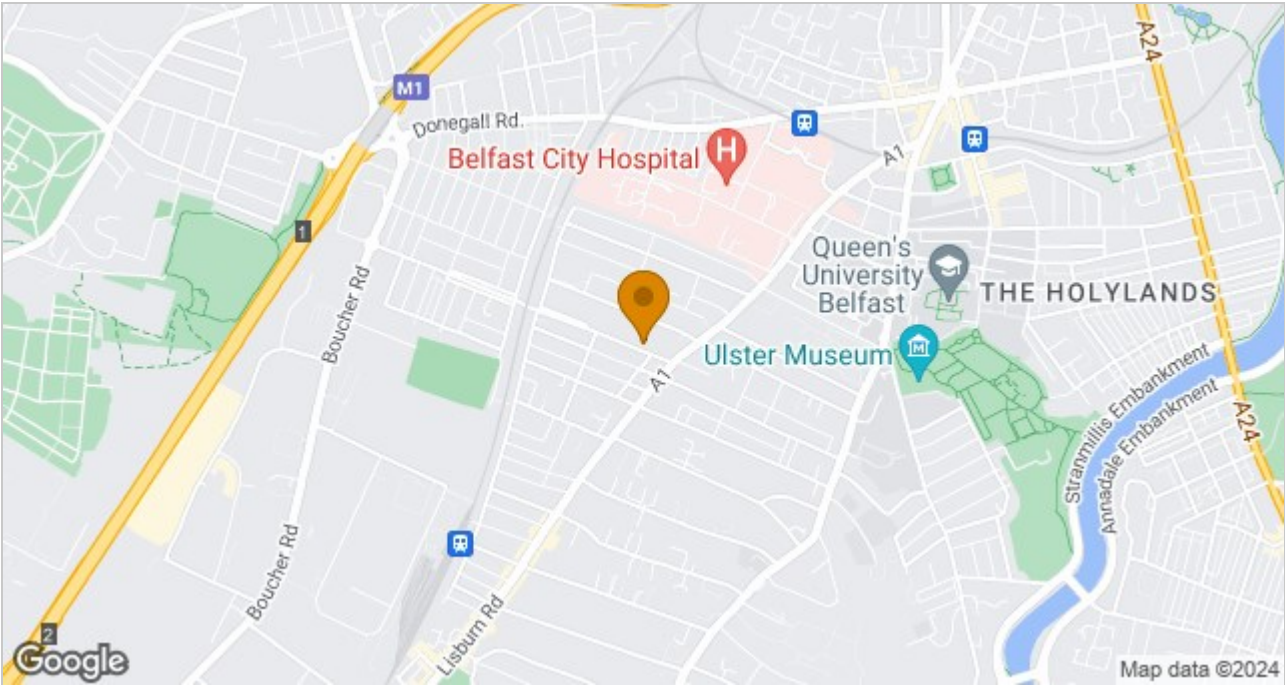 A24
M1
Donegall Rd.
Belfast City Hospital
H
A1
1
Queen's
University
Belfast
THE HOLYLANDS
Boucher Rd
Ulster Museum
M
A1
Stranmillis Embankment
Annadale Embankment
A24
Boucher Rd
Lisburn Rd
2
Google
Map data ©2024